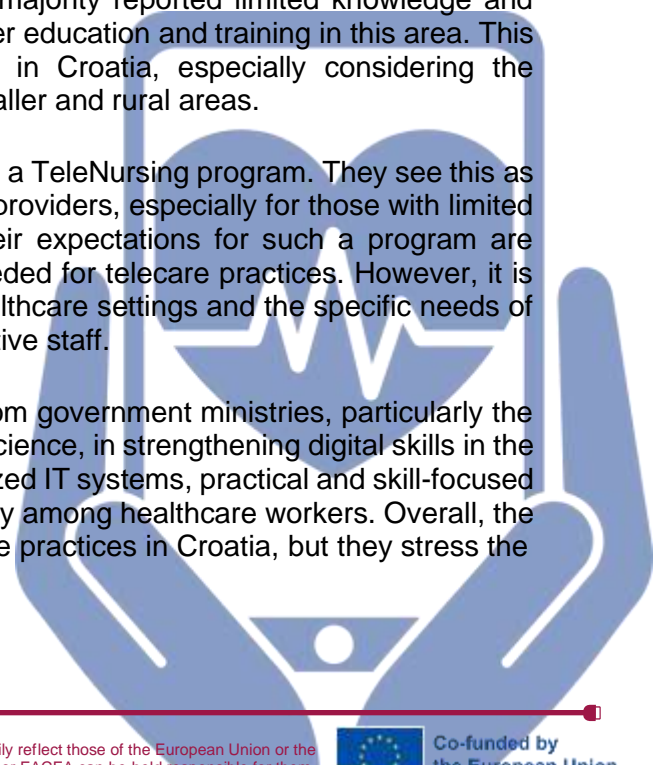 majority reported limited knowledge and
er education and training in this area. This
in Croatia, especially considering the
aller and rural areas.
a TeleNursing program. They see this as
providers, especially for those with limited
eir expectations for such a program are
eded for telecare practices. However, it is
althcare settings and the specific needs of
tive staff.
om government ministries, particularly the
cience, in strengthening digital skills in the
zed IT systems, practical and skill-focused
y among healthcare workers. Overall, the
e practices in Croatia, but they stress the
ily reflect those of the European Union or the
Co-funded by